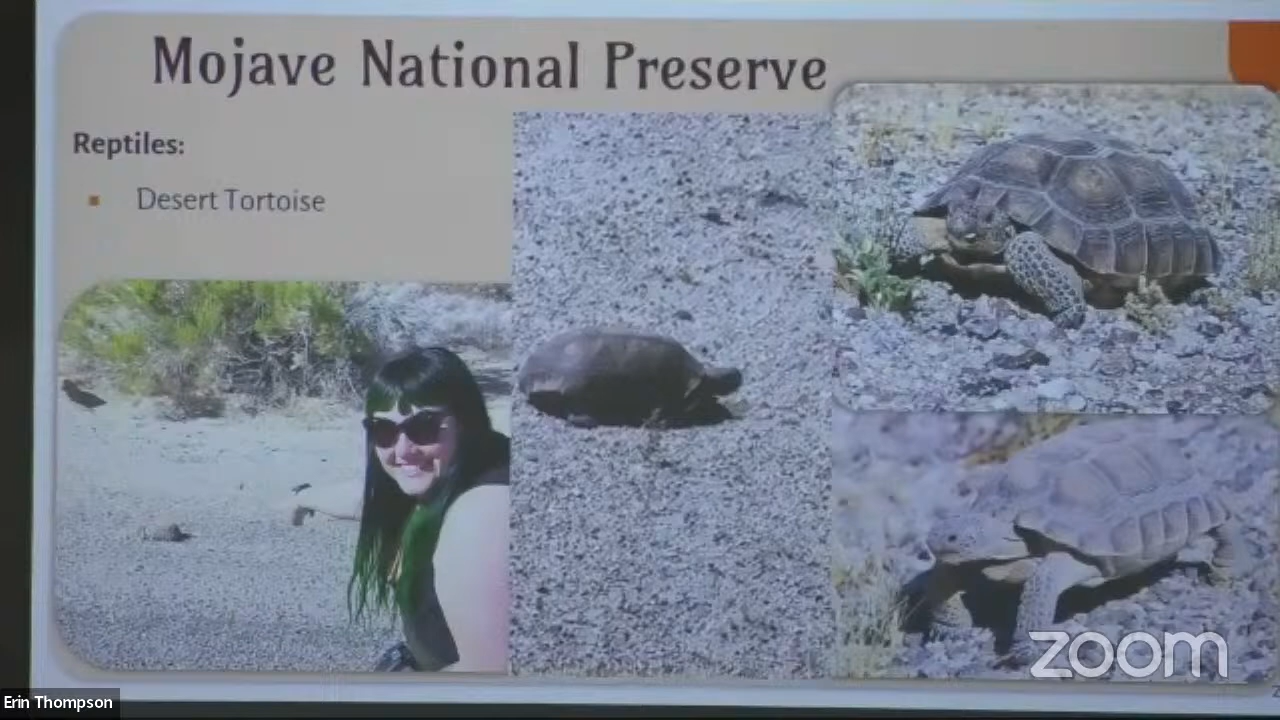 Mojave National Preserve
Reptiles:
▪ Desert Tortoise
zoom
Erin Thompson